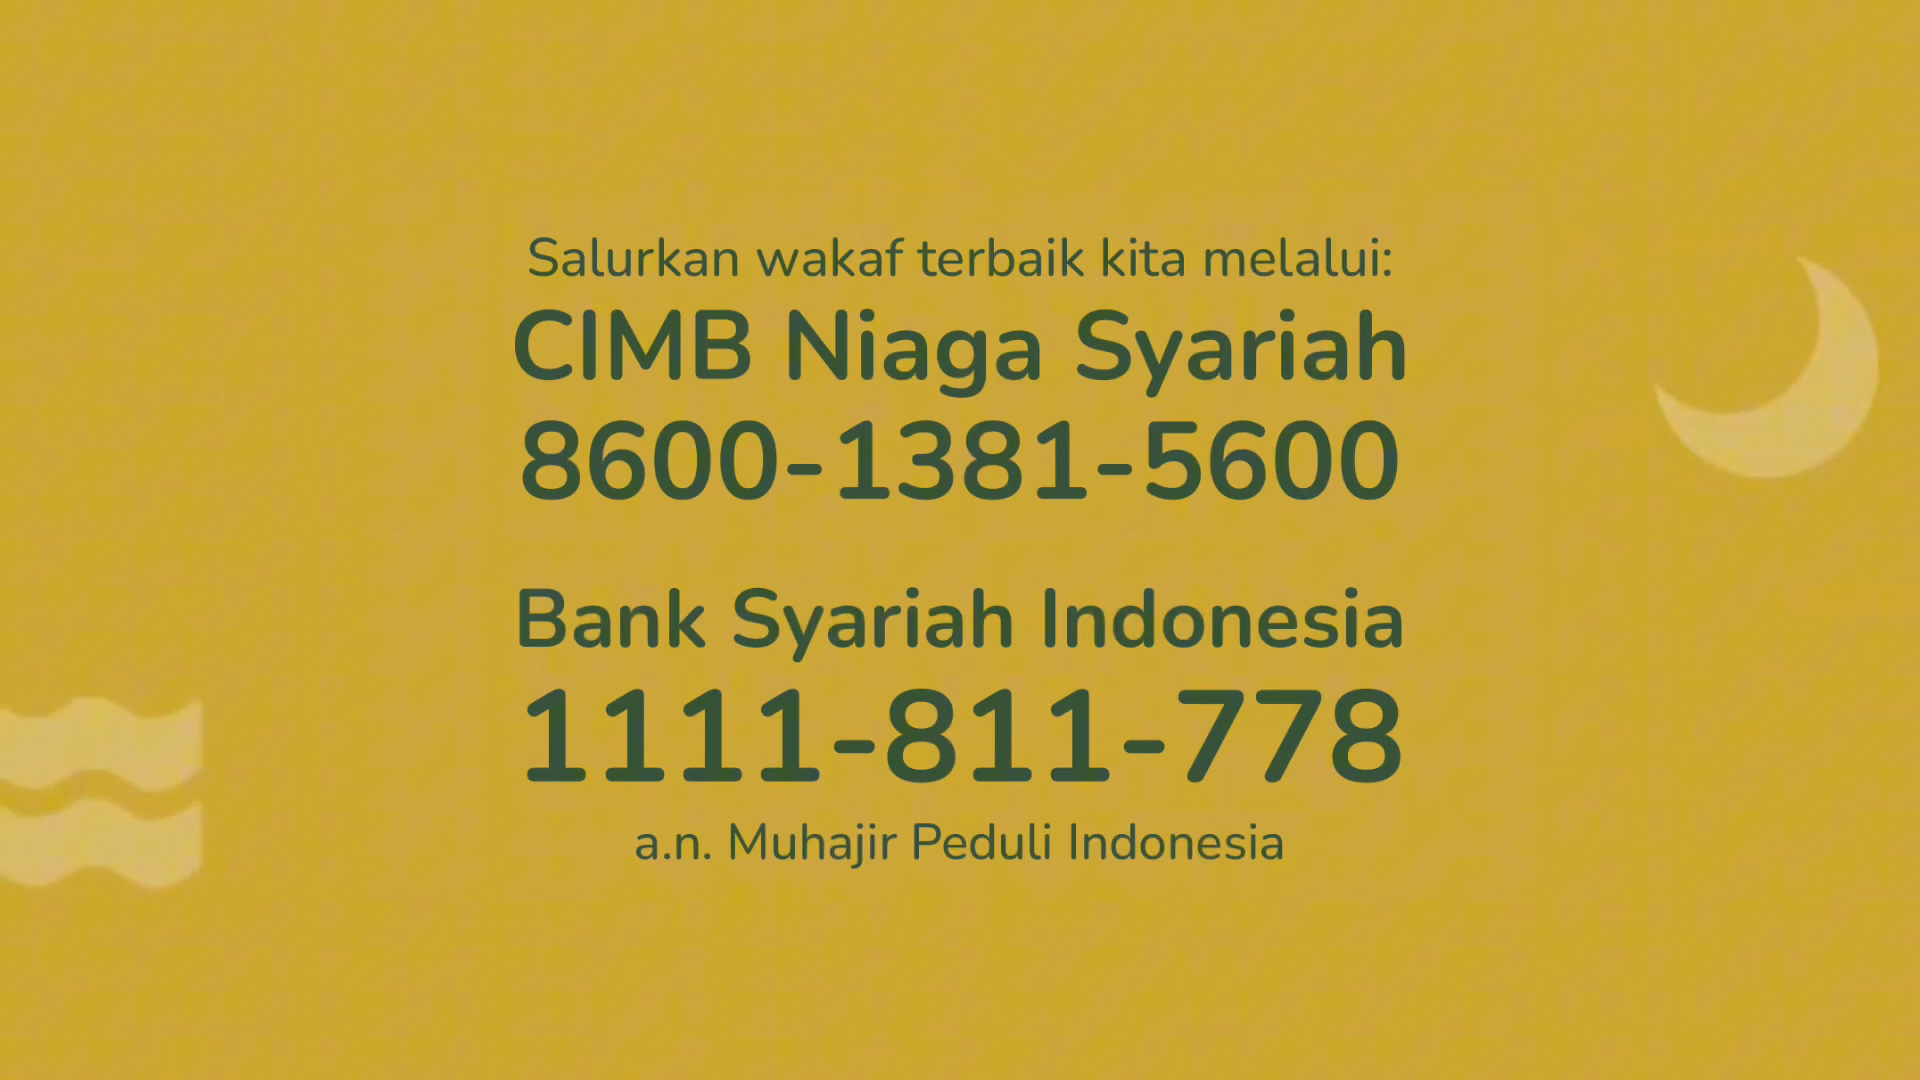 Salurkan wakaf terbaik kita melalui:
CIMB Niaga Syariah
8600-1381-5600
Bank Syariah Indonesia
1111-811-778
a.n. Muhajir Peduli Indonesia